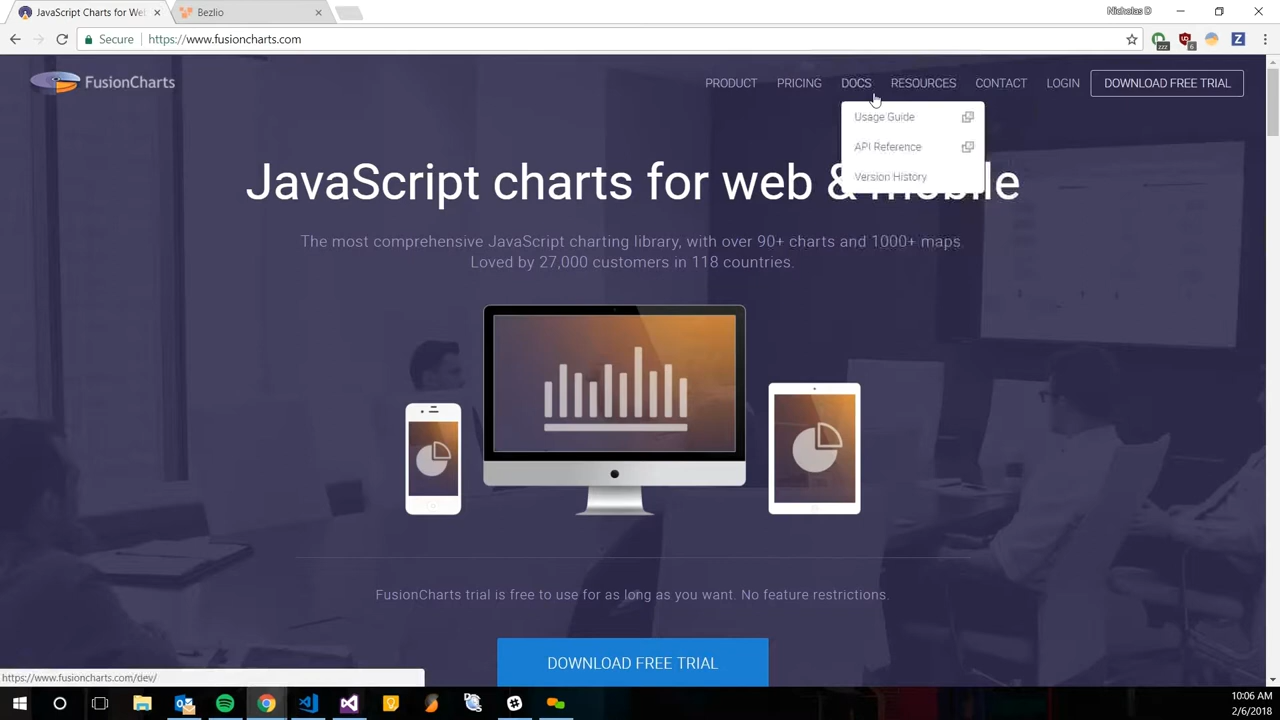 JavaScript Charts for We
Bezlio
Nicholas D
Secure
https://www.fusioncharts.com
zzz
6
Z
FusionCharts
PRODUCT
PRICING
DOCS
RESOURCES
CONTACT
LOGIN
DOWNLOAD FREE TRIAL
Usage Guide
API Reference
Version History
JavaScript charts for web & mobile
The most comprehensive JavaScript charting library, with over 90+ charts and 1000+ maps.
Loved by 27,000 customers in 118 countries.
FusionCharts trial is free to use for as long as you want. No feature restrictions.
DOWNLOAD FREE TRIAL
https://www.fusioncharts.com/dev/
10:06 AM
2/6/2018